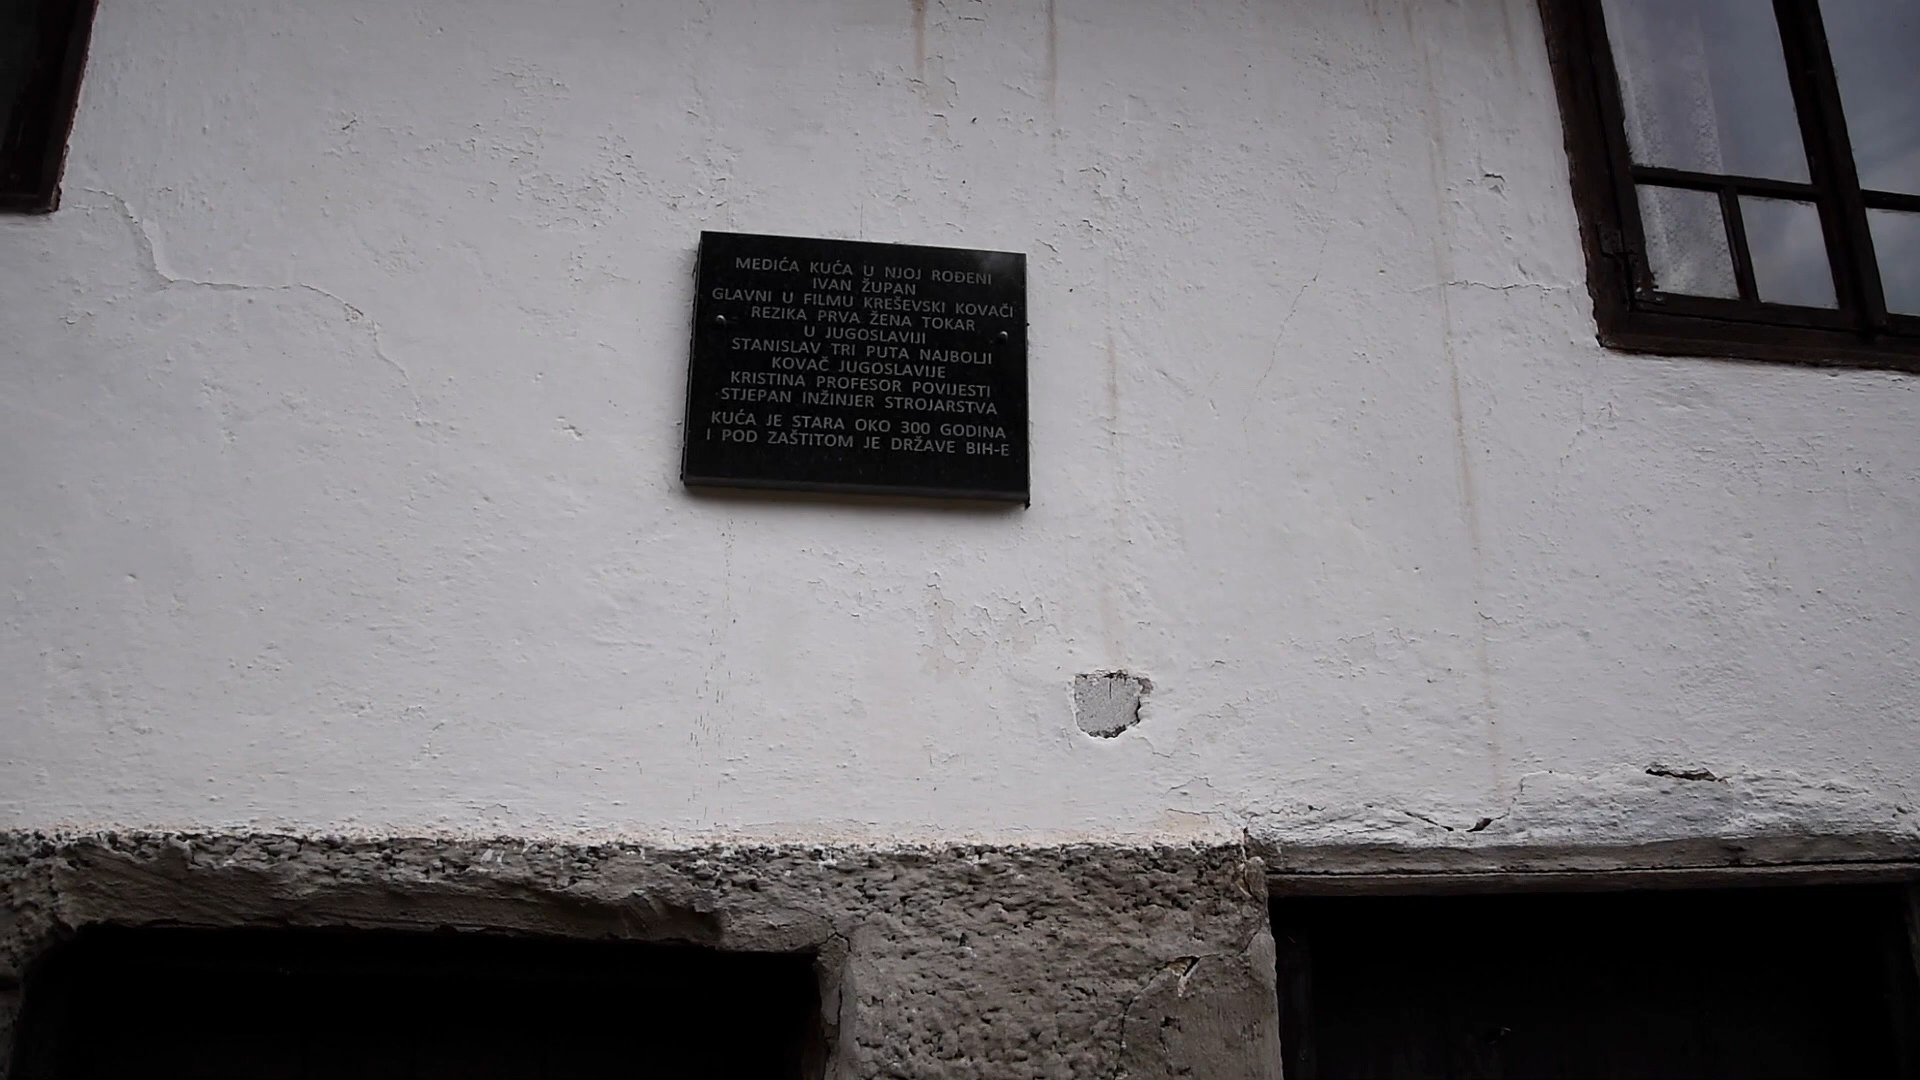 MEDIĆA KUĆA U NJOJ ROĐENI
IVAN ŽUPAN
GLAVNI U FILMU KREŠEVSKI KOVAČI
REZIKA PRVA ŽENA TOKAR
U JUGOSLAVIJI
STANISLAV TRI PUTA NAJBOLJI
KOVAČ JUGOSLAVIJE
KRISTINA PROFESOR POVIJESTI
STJEPAN INŽINJER STROJARSTVA
KUĆA JE STARA OKO 300 GODINA
I POD ZAŠTITOM JE DRŽAVE BIH-E